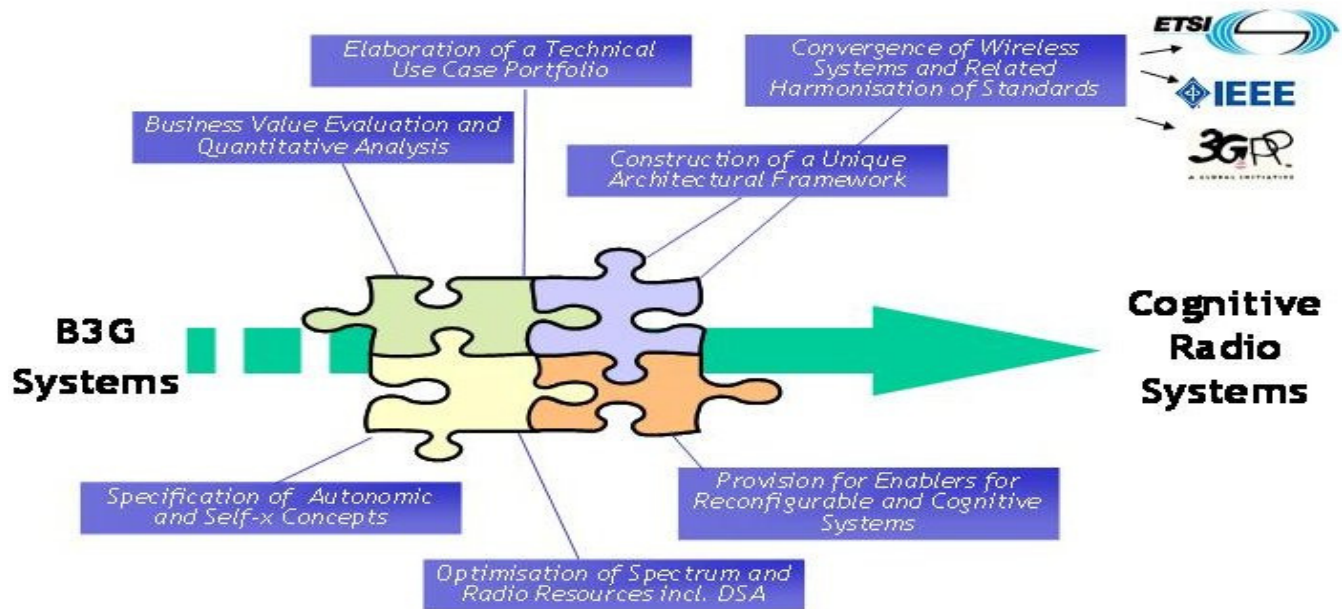 Elaboration of a Technical
Use Case Portfolio
Convergence of Wireless
Systems and Related
Harmonisation of Standards
ETSI
IEEE
3GPP™
A GLOBAL INITIATIVE
Business Value Evaluation and
Quantitative Analysis
Construction of a Unique
Architectural Framework
B3G
Systems
Cognitive
Radio
Systems
Specification of Autonomic
and Self-x Concepts
Provision for Enablers for
Reconfigurable and Cognitive
Systems
Optimisation of Spectrum and
Radio Resources incl. DSA